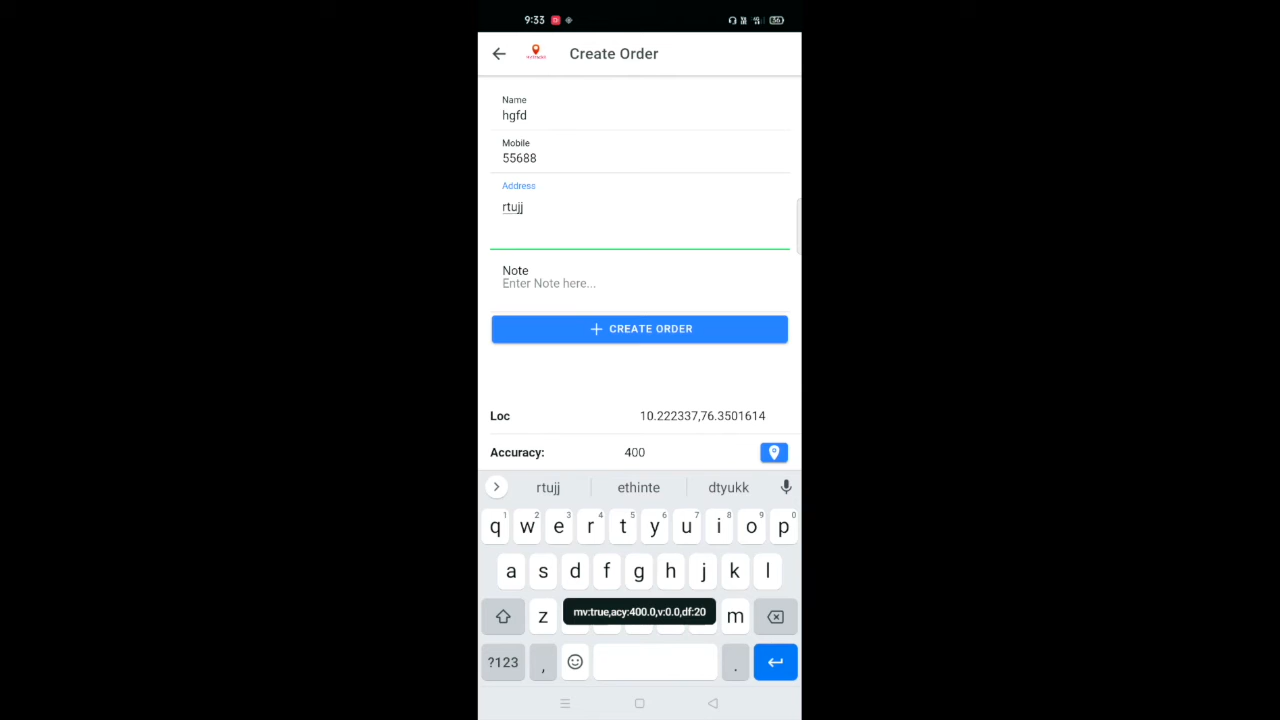 9:33
36
Create Order
Name
hgfd
Mobile
55688
Address
rtujj
Note
Enter Note here...
CREATE ORDER
Loc 10.222337,76.3501614
Accuracy: 400
rtujj ethinte dtyukk
1 2 3 4 5 6 7 8 9 0
q w e r t y u i o p
a s d f g h j k l
z m
mv:true,acy:400.0,v:0.0,df:20
?123 , .